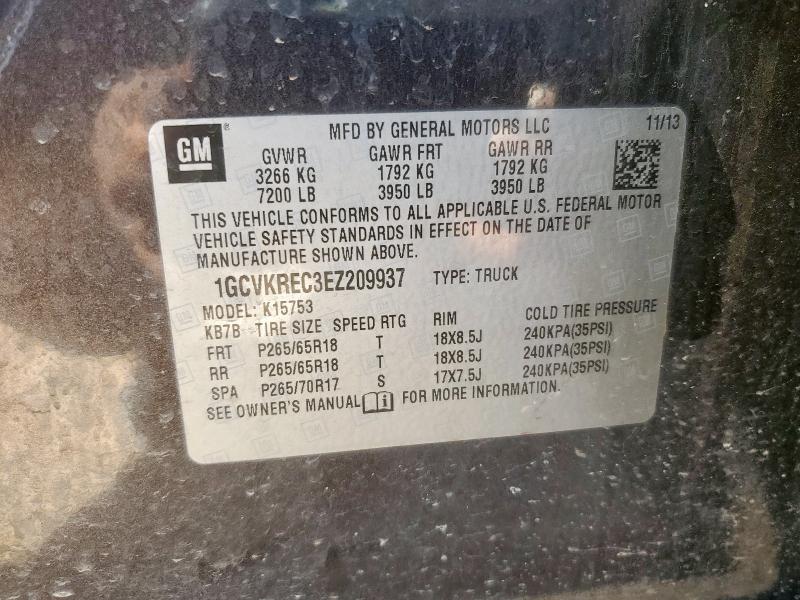 GM ® MFD BY GENERAL MOTORS LLC 11/13
GVWR GAWR FRT GAWR RR
3266 KG 1792 KG 1792 KG
7200 LB 3950 LB 3950 LB
THIS VEHICLE CONFORMS TO ALL APPLICABLE U.S. FEDERAL MOTOR
VEHICLE SAFETY STANDARDS IN EFFECT ON THE DATE OF
MANUFACTURE SHOWN ABOVE.
1GCVKREC3EZ209937 TYPE: TRUCK
MODEL: K15753
KB7B TIRE SIZE SPEED RTG RIM COLD TIRE PRESSURE
FRT P265/65R18 T 18X8.5J 240KPA(35PSI)
RR P265/65R18 T 18X8.5J 240KPA(35PSI)
SPA P265/70R17 S 17X7.5J 240KPA(35PSI)
SEE OWNER'S MANUAL FOR MORE INFORMATION.